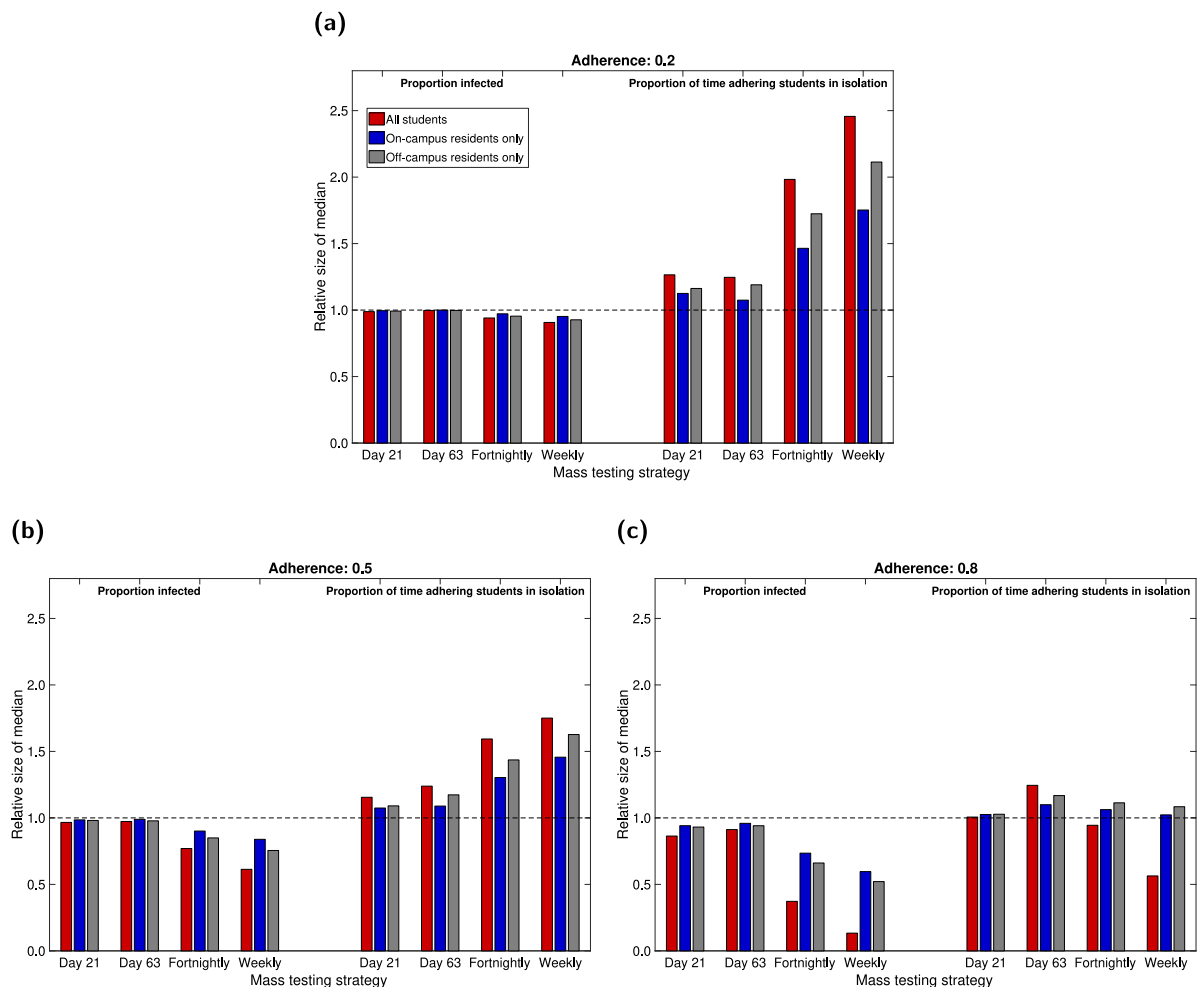 (a)
Adherence: 0.2
Proportion infected
Proportion of time adhering students in isolation
All students
On-campus residents only
Off-campus residents only
Relative size of median
2.5
2.0
1.5
1.0
0.5
0.0
Day 21 Day 63 Fortnightly Weekly Day 21 Day 63 Fortnightly Weekly
Mass testing strategy
(b)
Adherence: 0.5
Proportion infected
Proportion of time adhering students in isolation
Relative size of median
2.5
2.0
1.5
1.0
0.5
0.0
Day 21 Day 63 Fortnightly Weekly Day 21 Day 63 Fortnightly Weekly
Mass testing strategy
(c)
Adherence: 0.8
Proportion infected
Proportion of time adhering students in isolation
Relative size of median
2.5
2.0
1.5
1.0
0.5
0.0
Day 21 Day 63 Fortnightly Weekly Day 21 Day 63 Fortnightly Weekly
Mass testing strategy